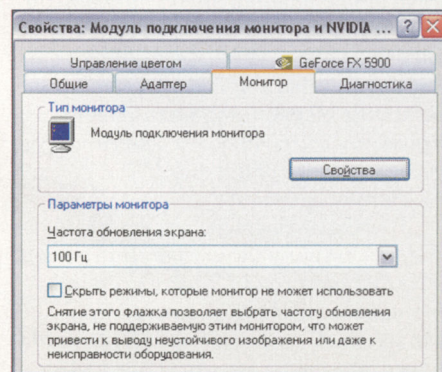 Свойства: Модуль подключения монитора и NVIDIA ...
Управление цветом
GeForce FX 5900
Общие
Адаптер
Монитор
Диагностика
Тип монитора
Модуль подключения монитора
Свойства
Параметры монитора
Частота обновления экрана:
100 Гц
Скрыть режимы, которые монитор не может использовать
Снятие этого флажка позволяет выбрать частоту обновления
экрана, не поддерживаемую этим монитором, что может
привести к выводу неустойчивого изображения или даже к
неисправности оборудования.